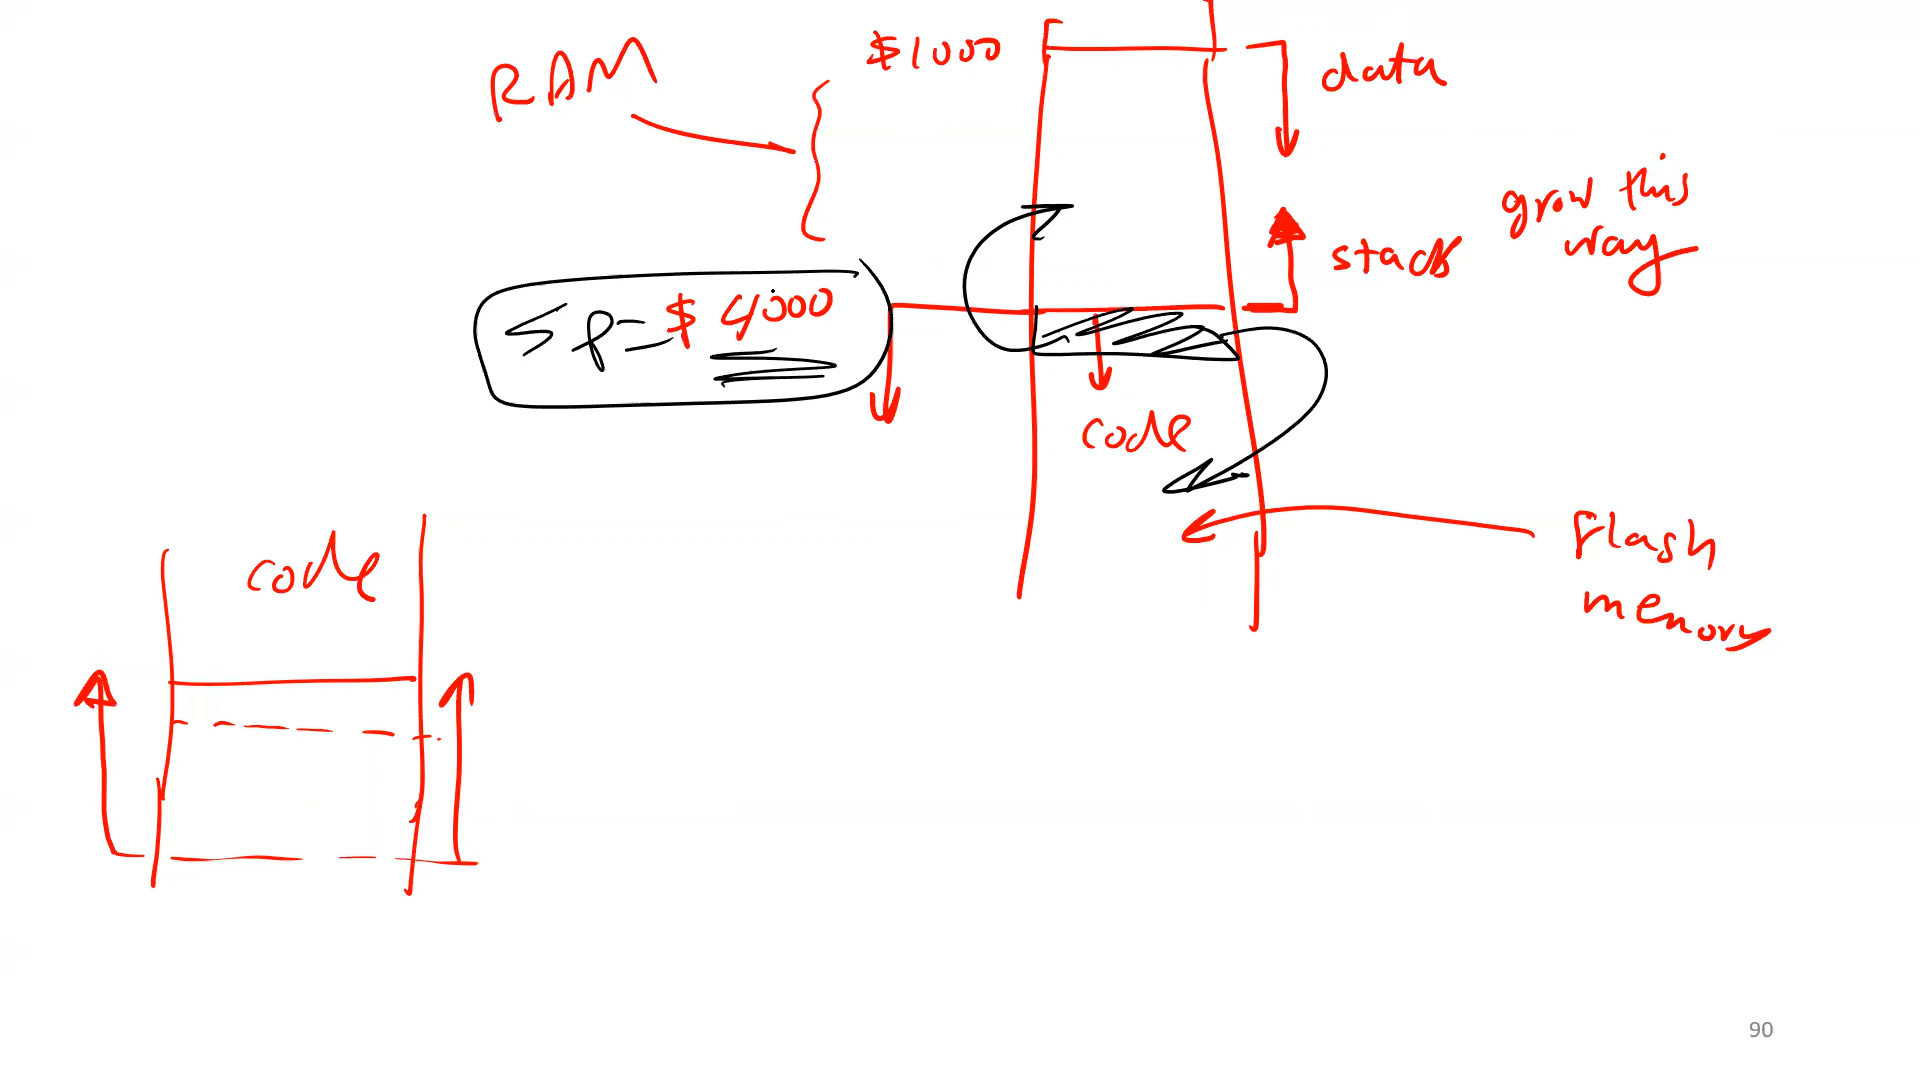 RAM
$1000
data
grow this
way
stack
SP=$4000
code
Flash
memory
code
90